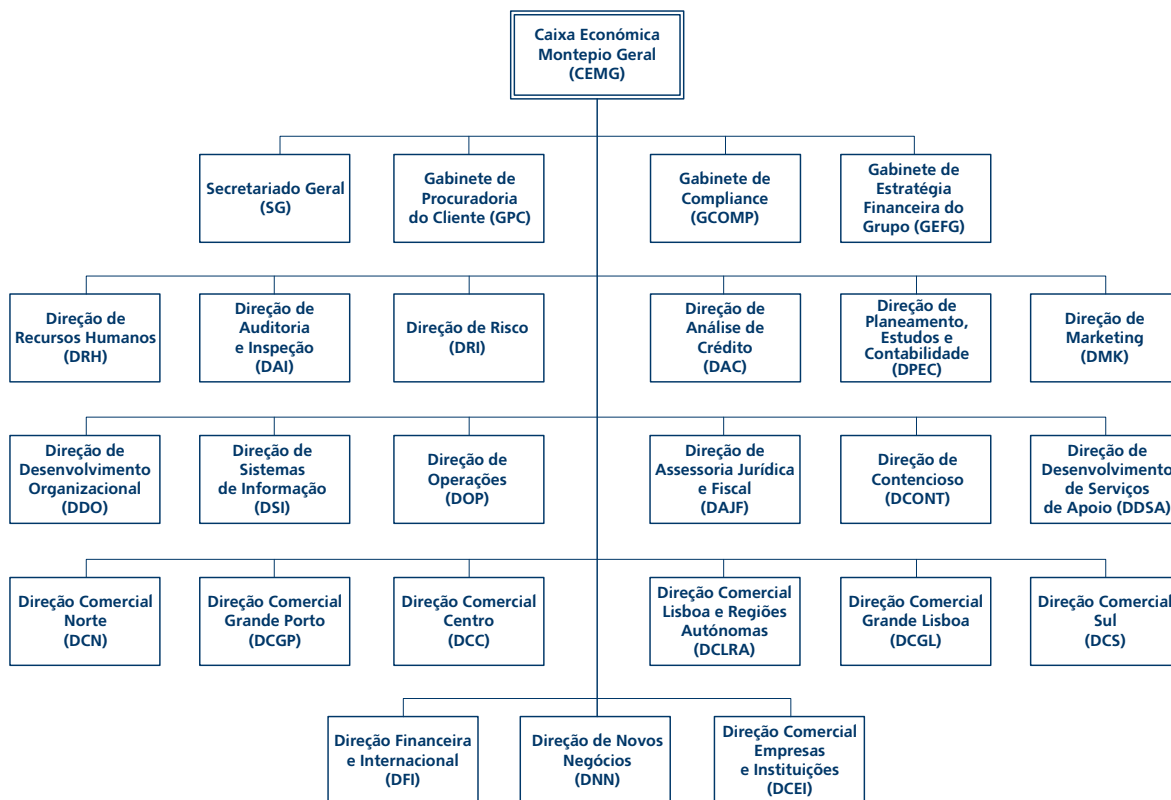 Caixa Económica
Montepio Geral
(CEMG)
Secretariado Geral
(SG)
Gabinete de
Procuradoria
do Cliente (GPC)
Gabinete de
Compliance
(GCOMP)
Gabinete de
Estratégia
Financeira do
Grupo (GEFG)
Direção de
Recursos Humanos
(DRH)
Direção de
Auditoria
e Inspeção
(DAI)
Direção de Risco
(DRI)
Direção de
Análise de
Crédito
(DAC)
Direção de
Planeamento,
Estudos e
Contabilidade
(DPEC)
Direção de
Marketing
(DMK)
Direção de
Desenvolvimento
Organizacional
(DDO)
Direção de
Sistemas
de Informação
(DSI)
Direção de
Operações
(DOP)
Direção de
Assessoria Jurídica
e Fiscal
(DAJF)
Direção de
Contencioso
(DCONT)
Direção de
Desenvolvimento
de Serviços
de Apoio (DDSA)
Direção Comercial
Norte
(DCN)
Direção Comercial
Grande Porto
(DCGP)
Direção Comercial
Centro
(DCC)
Direção Comercial
Lisboa e Regiões
Autónomas
(DCLRA)
Direção Comercial
Grande Lisboa
(DCGL)
Direção Comercial
Sul
(DCS)
Direção Financeira
e Internacional
(DFI)
Direção de Novos
Negócios
(DNN)
Direção Comercial
Empresas
e Instituições
(DCEI)